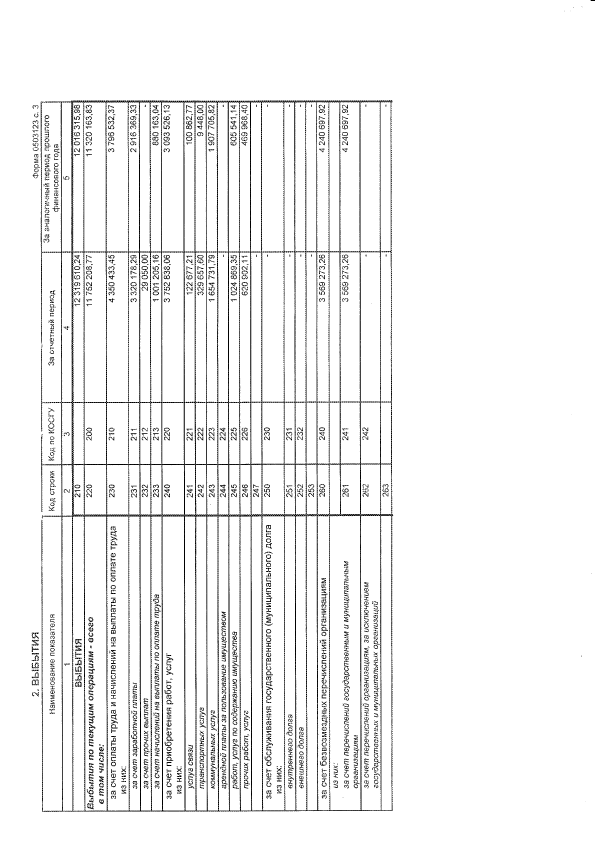 Форма 0503123 с. 3
2. ВЫБЫТИЯ
Наименование показателя Код строки Код по КОСГУ За отчетный период За аналогичный период прошлого финансового года
1 2 3 4 5
ВЫБЫТИЯ 210 12 319 610,24 12 016 315,98
Выбытия по текущим операциям - всего 220 200 11 752 208,77 11 320 163,83
в том числе:
за счет оплаты труда и начислений на выплаты по оплате труда 230 210 4 350 433,45 3 796 532,37
из них:
за счет заработной платы 231 211 3 320 178,29 2 916 369,33
за счет прочих выплат 232 212 29 050,00 -
за счет начислений на выплаты по оплате труда 233 213 1 001 205,16 880 163,04
за счет приобретения работ, услуг 240 220 3 752 838,06 3 093 526,13
из них:
услуг связи 241 221 122 677,21 100 862,77
транспортных услуг 242 222 329 657,60 9 448,00
коммунальных услуг 243 223 1 654 731,79 1 907 705,82
арендной платы за пользование имуществом 244 224 - -
работ, услуг по содержанию имущества 245 225 1 024 869,35 605 541,14
прочих работ, услуг 246 226 620 902,11 469 968,40
247 - -
за счет обслуживания государственного (муниципального) долга 250 230 - -
из них:
внутреннего долга 251 231 - -
внешнего долга 252 232 - -
253 - -
за счет безвозмездных перечислений организациям 260 240 3 569 273,26 4 240 697,92
из них:
за счет перечислений государственным и муниципальным 261 241 3 569 273,26 4 240 697,92
организациям
за счет перечислений организациям, за исключением 262 242 - -
государственных и муниципальных организаций
263 - -